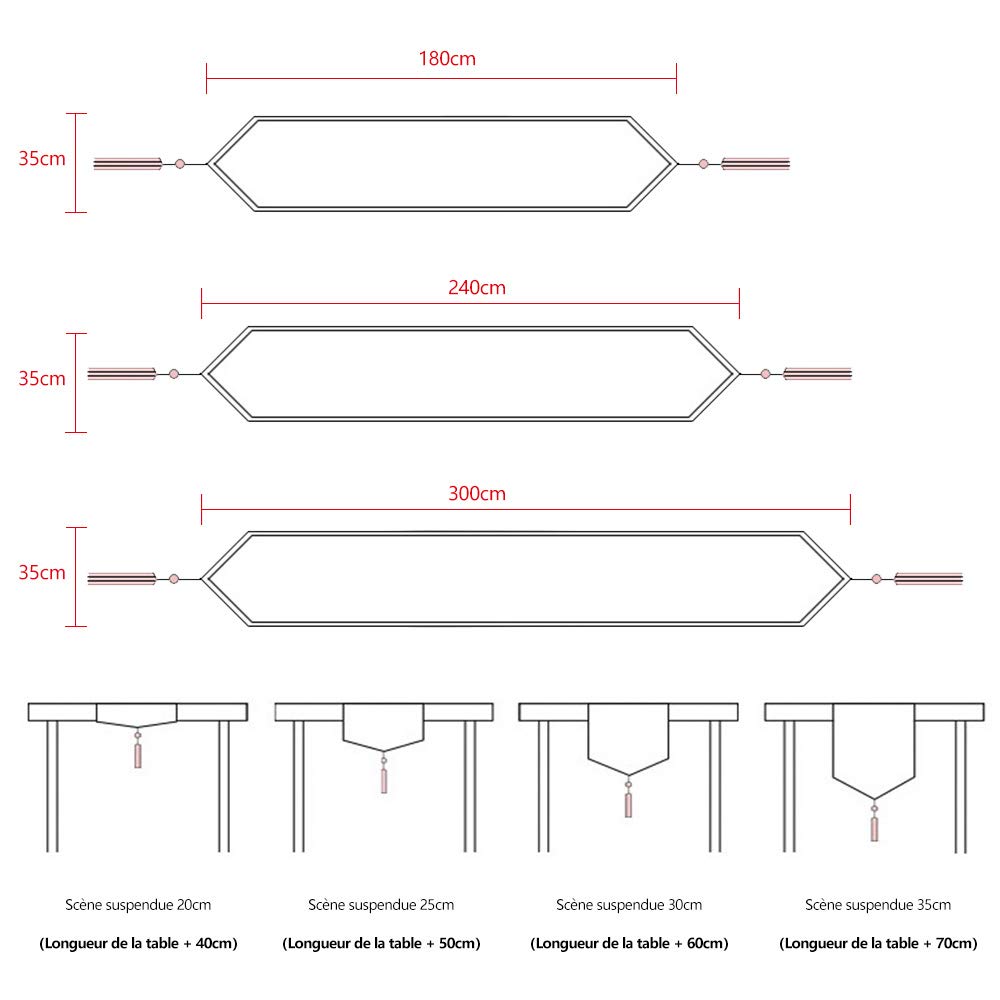 180cm
35cm
240cm
35cm
300cm
35cm
Scène suspendue 20cm
(Longueur de la table + 40cm)
Scène suspendue 25cm
(Longueur de la table + 50cm)
Scène suspendue 30cm
(Longueur de la table + 60cm)
Scène suspendue 35cm
(Longueur de la table + 70cm)